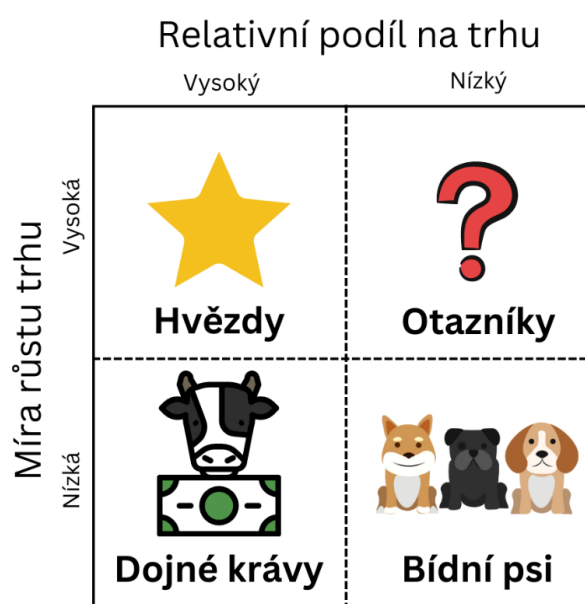 Relativní podíl na trhu
Vysoký
Nízký
Míra růstu trhu
Vysoká
Hvězdy
Otazníky
Nízká
Dojné krávy
Bídní psi